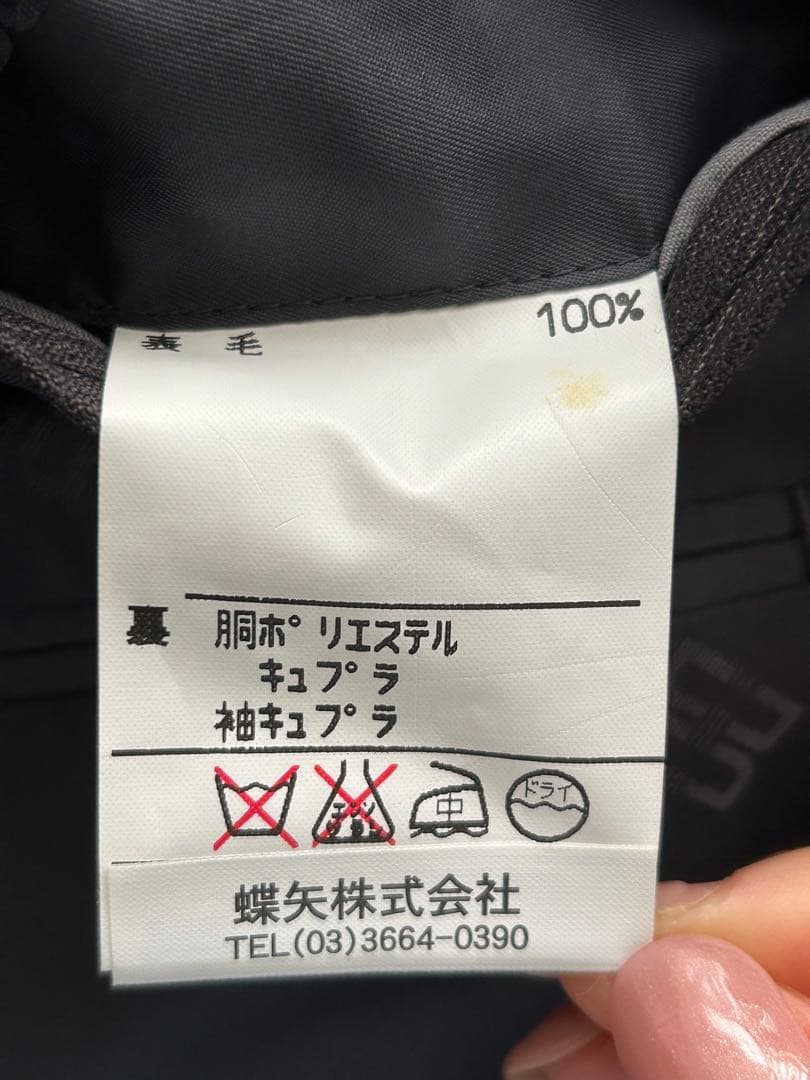 表 毛 100%
裏 胴ポリエステル
キュプラ
袖キュプラ
中 ドライ
蝶矢株式会社
TEL(03)3664-0390